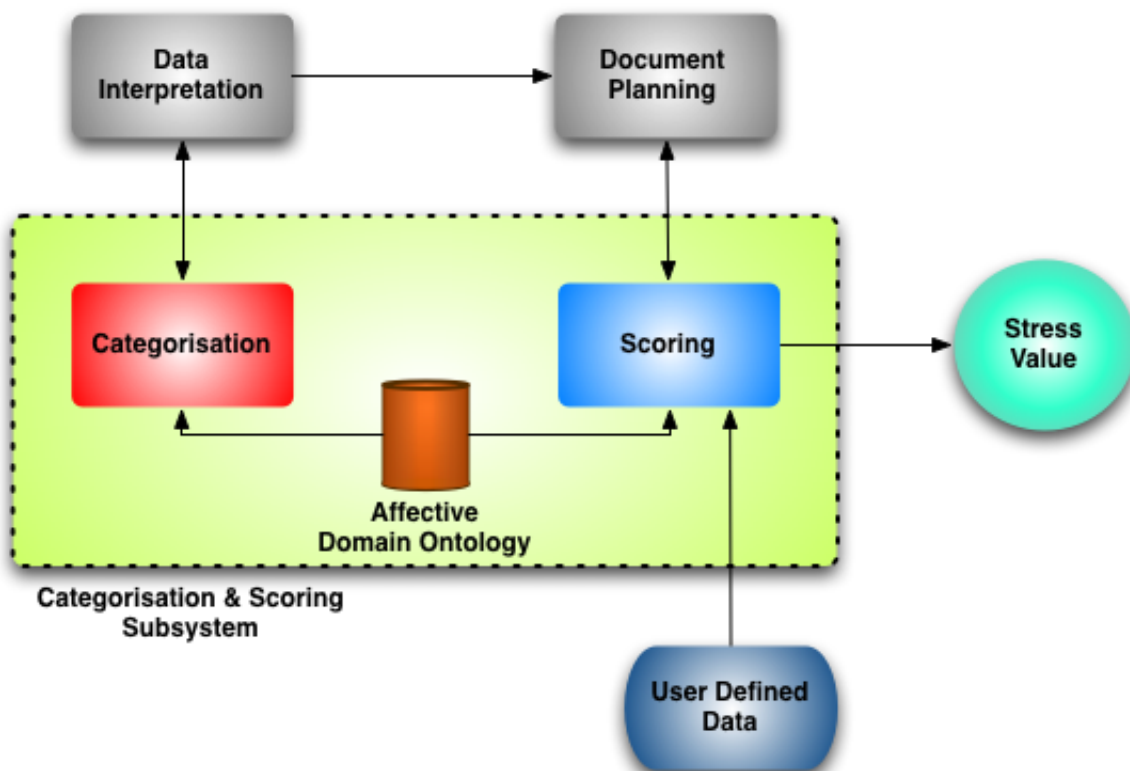 Data
Interpretation
Document
Planning
Categorisation
Scoring
Stress
Value
Affective
Domain Ontology
Categorisation & Scoring
Subsystem
User Defined
Data